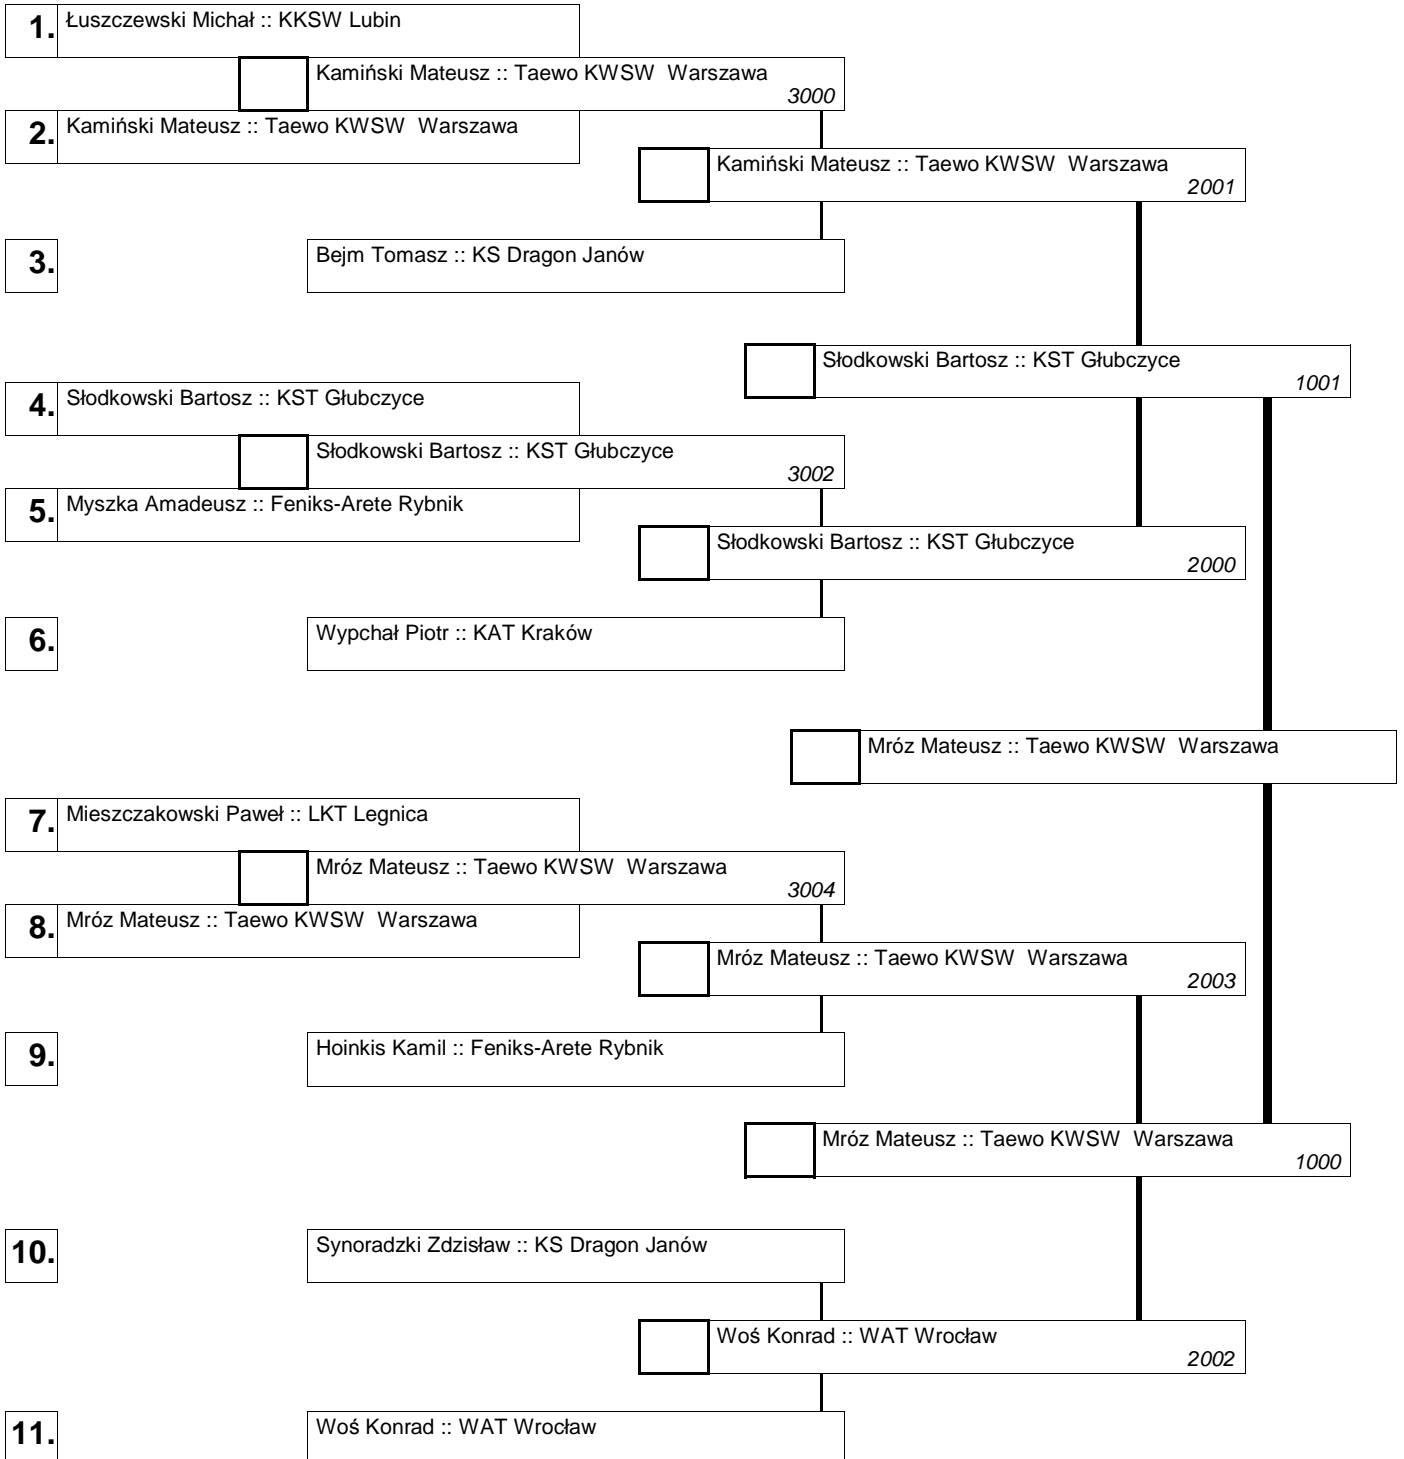 1. Łuszczewski Michał :: KKSW Lubin
Kamiński Mateusz :: Taewo KWSW Warszawa
3000
2. Kamiński Mateusz :: Taewo KWSW Warszawa
Kamiński Mateusz :: Taewo KWSW Warszawa
2001
3. Bejm Tomasz :: KS Dragon Janów
Słodkowski Bartosz :: KST Głubczyce
1001
4. Słodkowski Bartosz :: KST Głubczyce
Słodkowski Bartosz :: KST Głubczyce
3002
5. Myszka Amadeusz :: Feniks-Arete Rybnik
Słodkowski Bartosz :: KST Głubczyce
2000
6. Wypchał Piotr :: KAT Kraków
Mróz Mateusz :: Taewo KWSW Warszawa
7. Mieszczakowski Paweł :: LKT Legnica
Mróz Mateusz :: Taewo KWSW Warszawa
3004
8. Mróz Mateusz :: Taewo KWSW Warszawa
Mróz Mateusz :: Taewo KWSW Warszawa
2003
9. Hoinkis Kamil :: Feniks-Arete Rybnik
Mróz Mateusz :: Taewo KWSW Warszawa
1000
10. Synoradzki Zdzisław :: KS Dragon Janów
Woś Konrad :: WAT Wrocław
2002
11. Woś Konrad :: WAT Wrocław